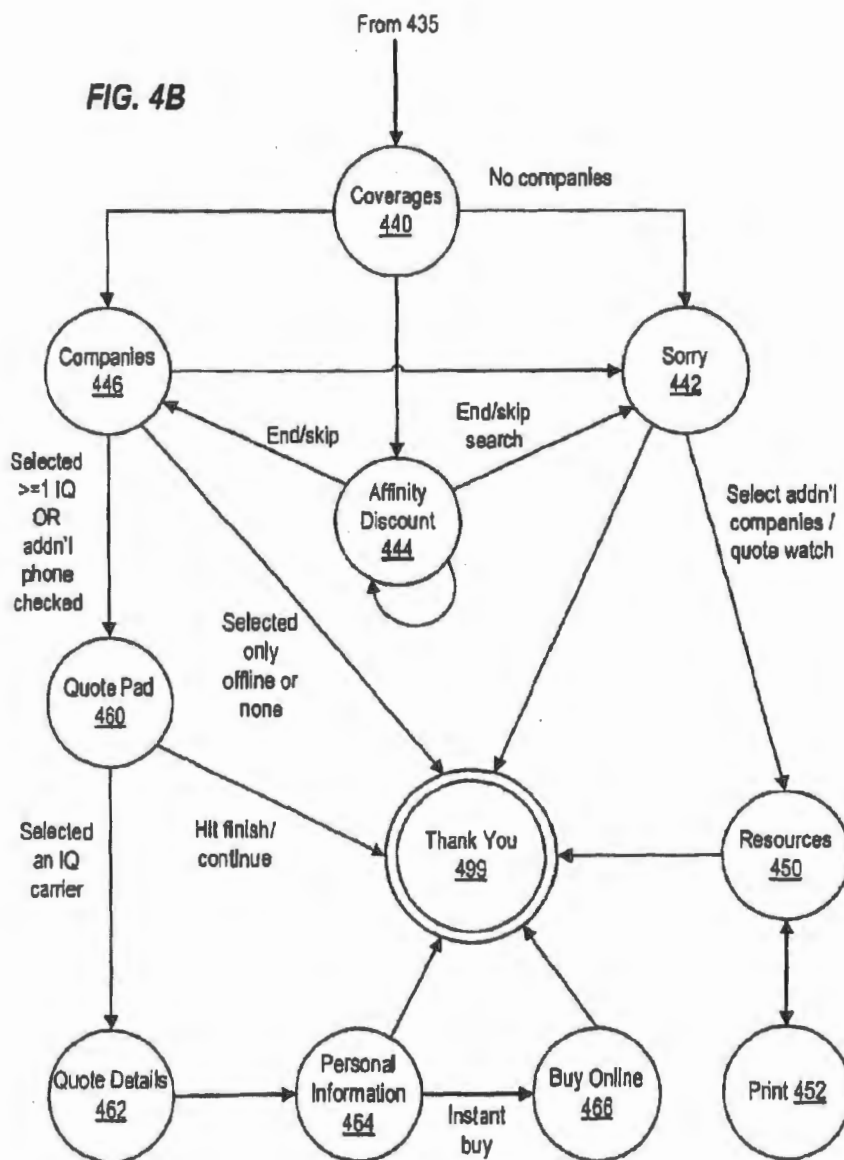 From 435
FIG. 4B
No companies
Coverages
440
Companies
446
Sorry
442
End/skip
End/skip
search
Selected
>=1 IQ
OR
addn'l
phone
checked
Affinity
Discount
444
Select addn'l
companies /
quote watch
Selected
only
offline or
none
Quote Pad
460
Selected
an IQ
carrier
Hit finish/
continue
Thank You
499
Resources
450
Quote Details
462
Personal
Information
464
Instant
buy
Buy Online
466
Print 452